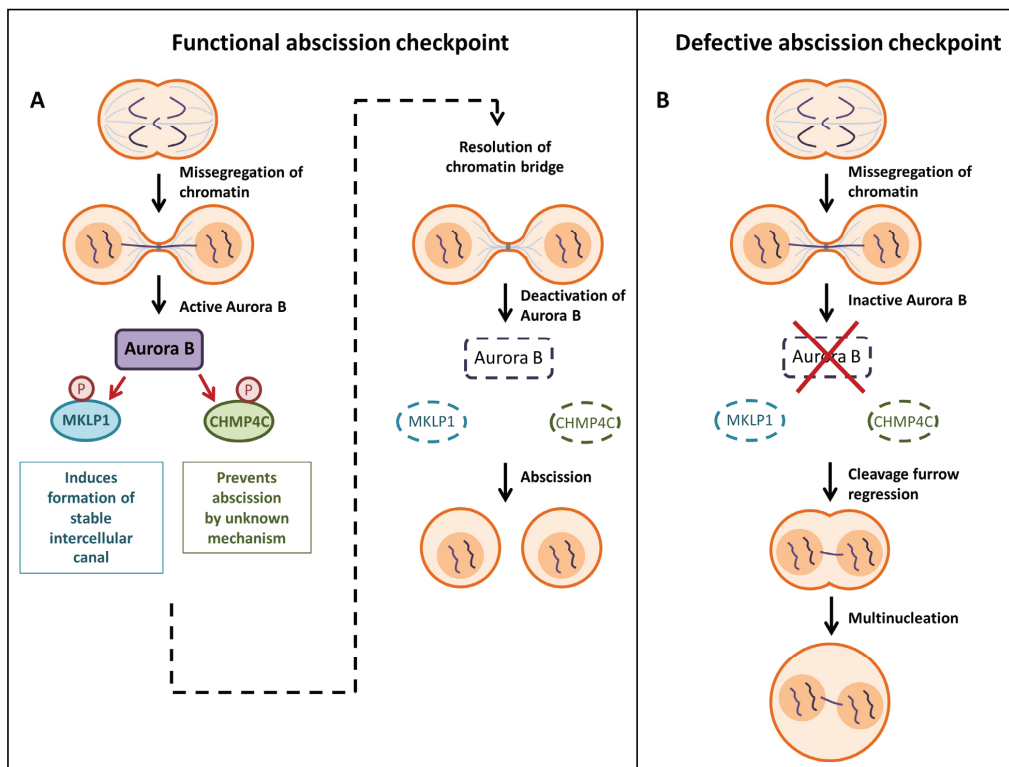 Functional abscission checkpoint
A
Missegregation of
chromatin
Active Aurora B
Aurora B
P
P
MKLP1
CHMP4C
Induces
formation of
stable
intercellular
canal
Prevents
abscission
by unknown
mechanism
Resolution of
chromatin bridge
Deactivation of
Aurora B
Aurora B
MKLP1
CHMP4C
Abscission
Defective abscission checkpoint
B
Missegregation of
chromatin
Inactive Aurora B
Aurora B
MKLP1
CHMP4C
Cleavage furrow
regression
Multinucleation